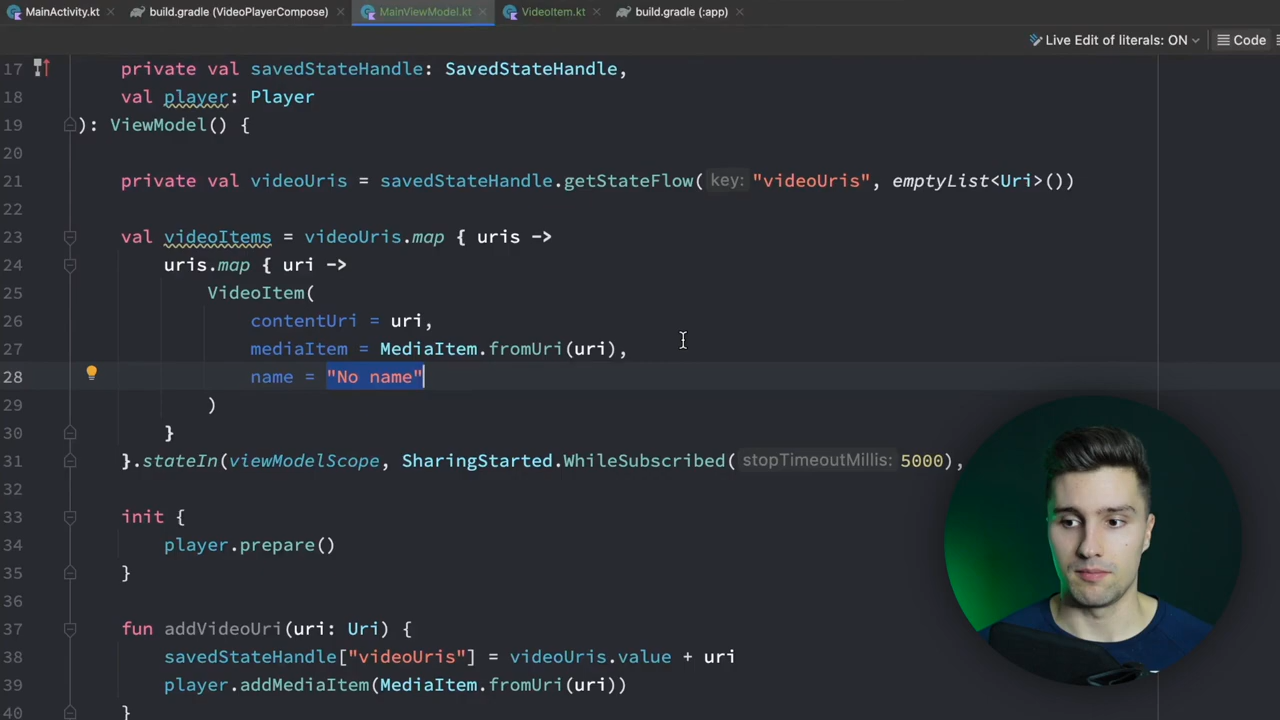 MainActivity.kt
build.gradle (VideoPlayerCompose)
MainViewModel.kt
VideoItem.kt
build.gradle (:app)
Live Edit of literals: ON
Code
17 private val savedStateHandle: SavedStateHandle,
18 val player: Player
19 ): ViewModel() {
20
21 private val videoUris = savedStateHandle.getStateFlow( key: "videoUris", emptyList<Uri>())
22
23 val videoItems = videoUris.map { uris ->
24 uris.map { uri ->
25 VideoItem(
26 contentUri = uri,
27 mediaItem = MediaItem.fromUri(uri),
28 name = "No name"
29 )
30 }
31 }.stateIn(viewModelScope, SharingStarted.WhileSubscribed( stopTimeoutMillis: 5000),
32
33 init {
34 player.prepare()
35 }
36
37 fun addVideoUri(uri: Uri) {
38 savedStateHandle["videoUris"] = videoUris.value + uri
39 player.addMediaItem(MediaItem.fromUri(uri))
40 }